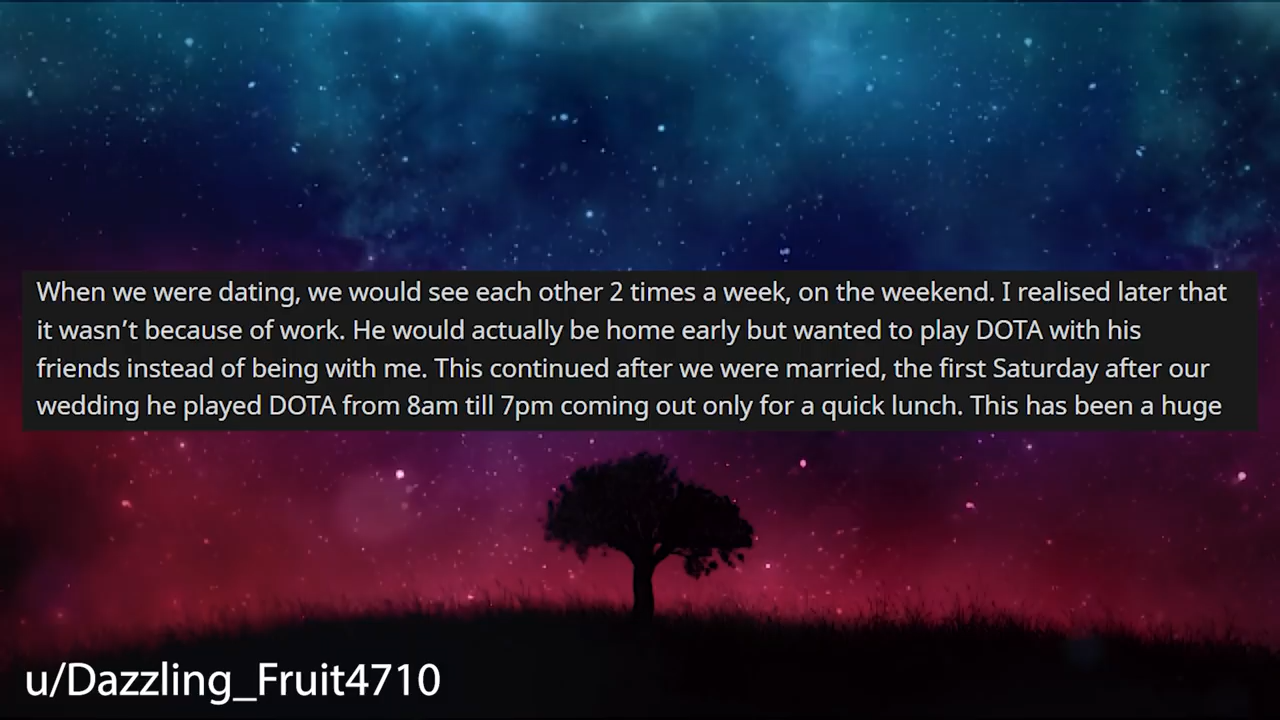 When we were dating, we would see each other 2 times a week, on the weekend. I realised later that
it wasn’t because of work. He would actually be home early but wanted to play DOTA with his
friends instead of being with me. This continued after we were married, the first Saturday after our
wedding he played DOTA from 8am till 7pm coming out only for a quick lunch. This has been a huge
u/Dazzling_Fruit4710